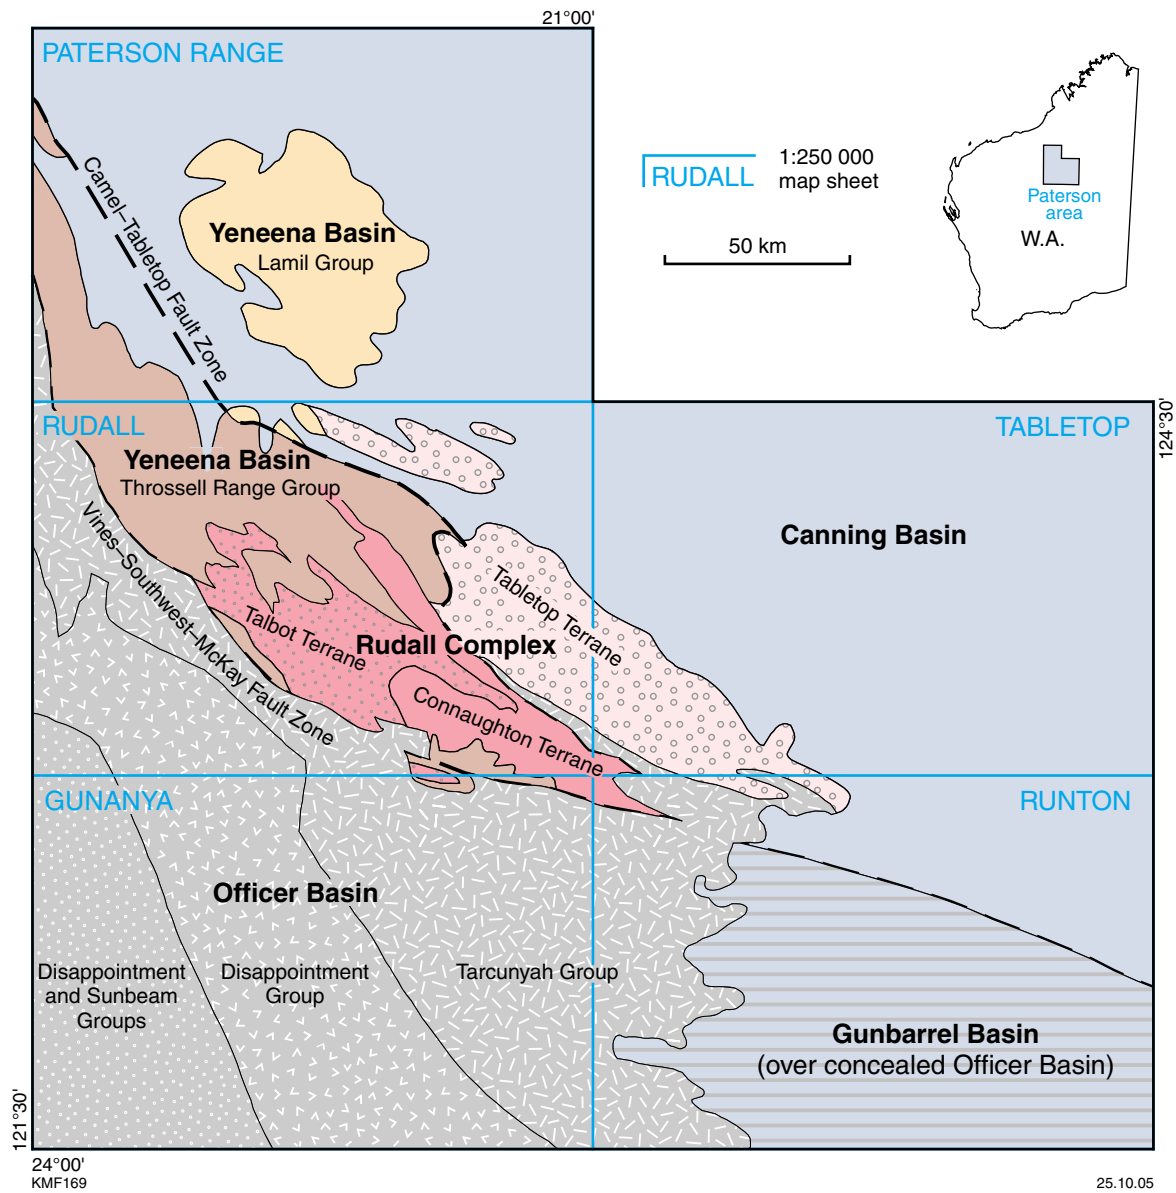 21°00'
PATERSON RANGE
1:250 000
map sheet
RUDALL
Paterson
area
W.A.
50 km
Camel–Tabletop Fault Zone
Yeneena Basin
Lamil Group
RUDALL
TABLETOP
124°30'
Yeneena Basin
Throssell Range Group
Canning Basin
Vines–Southwest–McKay Fault Zone
Tabletop Terrane
Talbot Terrane
Rudall Complex
Connaughton Terrane
GUNANYA
RUNTON
Officer Basin
Disappointment
and Sunbeam
Groups
Disappointment
Group
Tarcunyah Group
Gunbarrel Basin
(over concealed Officer Basin)
121°30'
24°00'
KMF169
25.10.05